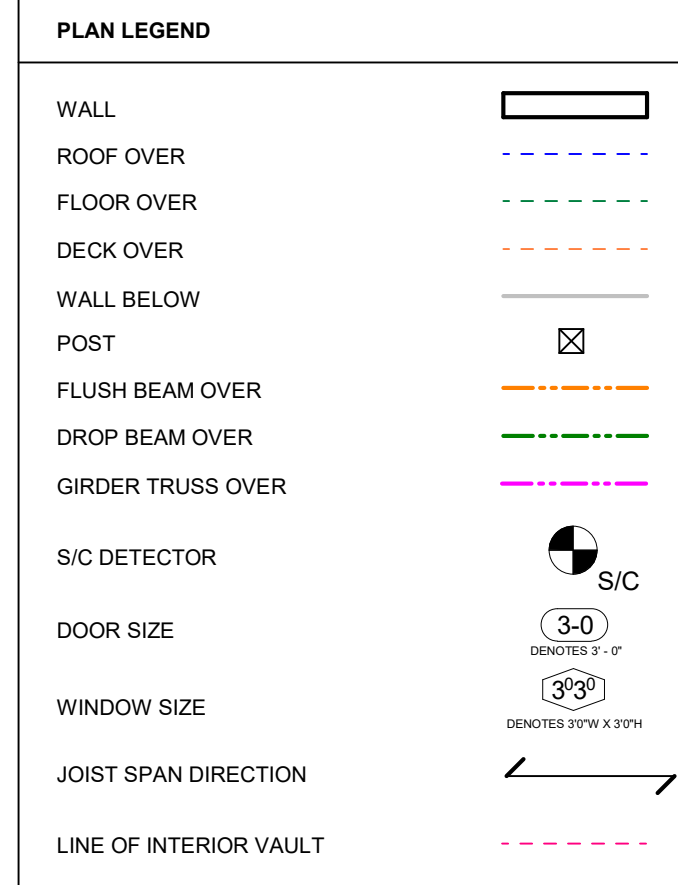 PLAN LEGEND
WALL
ROOF OVER
FLOOR OVER
DECK OVER
WALL BELOW
POST
FLUSH BEAM OVER
DROP BEAM OVER
GIRDER TRUSS OVER
S/C DETECTOR
S/C
DOOR SIZE
3-0
DENOTES 3' - 0"
WINDOW SIZE
3⁰3⁰
DENOTES 3'0"W X 3'0"H
JOIST SPAN DIRECTION
LINE OF INTERIOR VAULT